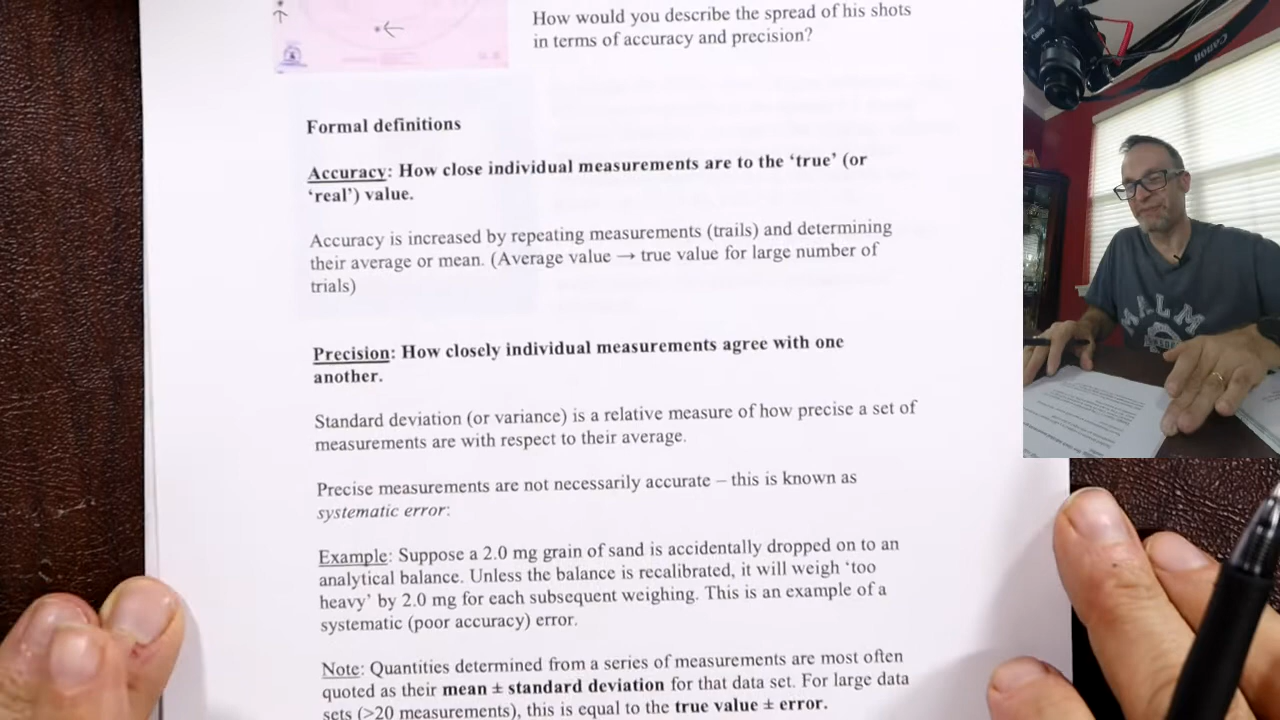 How would you describe the spread of his shots
in terms of accuracy and precision?
Formal definitions
Accuracy: How close individual measurements are to the ‘true’ (or
‘real’) value.
Accuracy is increased by repeating measurements (trails) and determining
their average or mean. (Average value → true value for large number of
trials)
Precision: How closely individual measurements agree with one
another.
Standard deviation (or variance) is a relative measure of how precise a set of
measurements are with respect to their average.
Precise measurements are not necessarily accurate – this is known as
systematic error:
Example: Suppose a 2.0 mg grain of sand is accidentally dropped on to an
analytical balance. Unless the balance is recalibrated, it will weigh ‘too
heavy’ by 2.0 mg for each subsequent weighing. This is an example of a
systematic (poor accuracy) error.
Note: Quantities determined from a series of measurements are most often
quoted as their mean ± standard deviation for that data set. For large data
sets (>20 measurements), this is equal to the true value ± error.
Canon
MALM